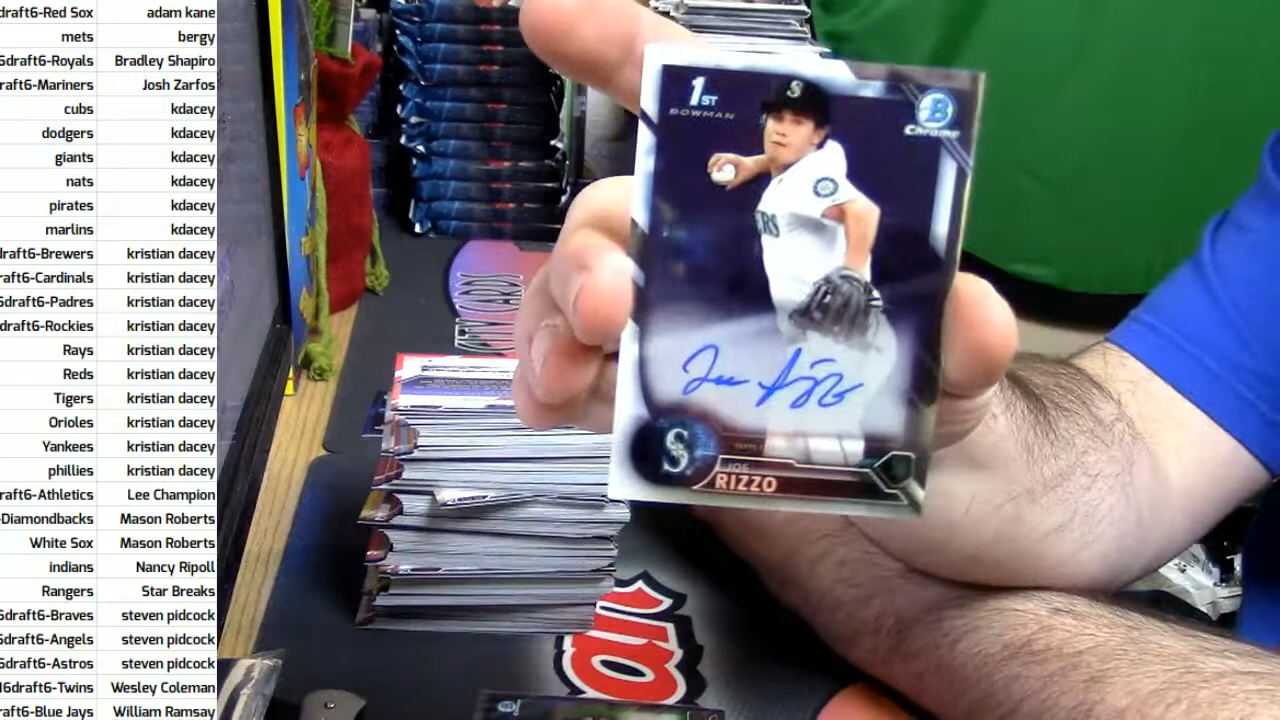 draft6-Red Sox adam kane
mets bergy
6draft6-Royals Bradley Shapiro
raft6-Mariners Josh Zarfos
cubs kdacey
dodgers kdacey
giants kdacey
nats kdacey
pirates kdacey
marlins kdacey
draft6-Brewers kristian dacey
raft6-Cardinals kristian dacey
6draft6-Padres kristian dacey
draft6-Rockies kristian dacey
Rays kristian dacey
Reds kristian dacey
Tigers kristian dacey
Orioles kristian dacey
Yankees kristian dacey
phillies kristian dacey
raft6-Athletics Lee Champion
-Diamondbacks Mason Roberts
White Sox Mason Roberts
indians Nancy Ripoll
Rangers Star Breaks
6draft6-Braves steven pidcock
6draft6-Angels steven pidcock
6draft6-Astros steven pidcock
16draft6-Twins Wesley Coleman
raft6-Blue Jays William Ramsay
1ST
BOWMAN
B
Chrome
S
ERS
S
JOE
RIZZO
CARDS